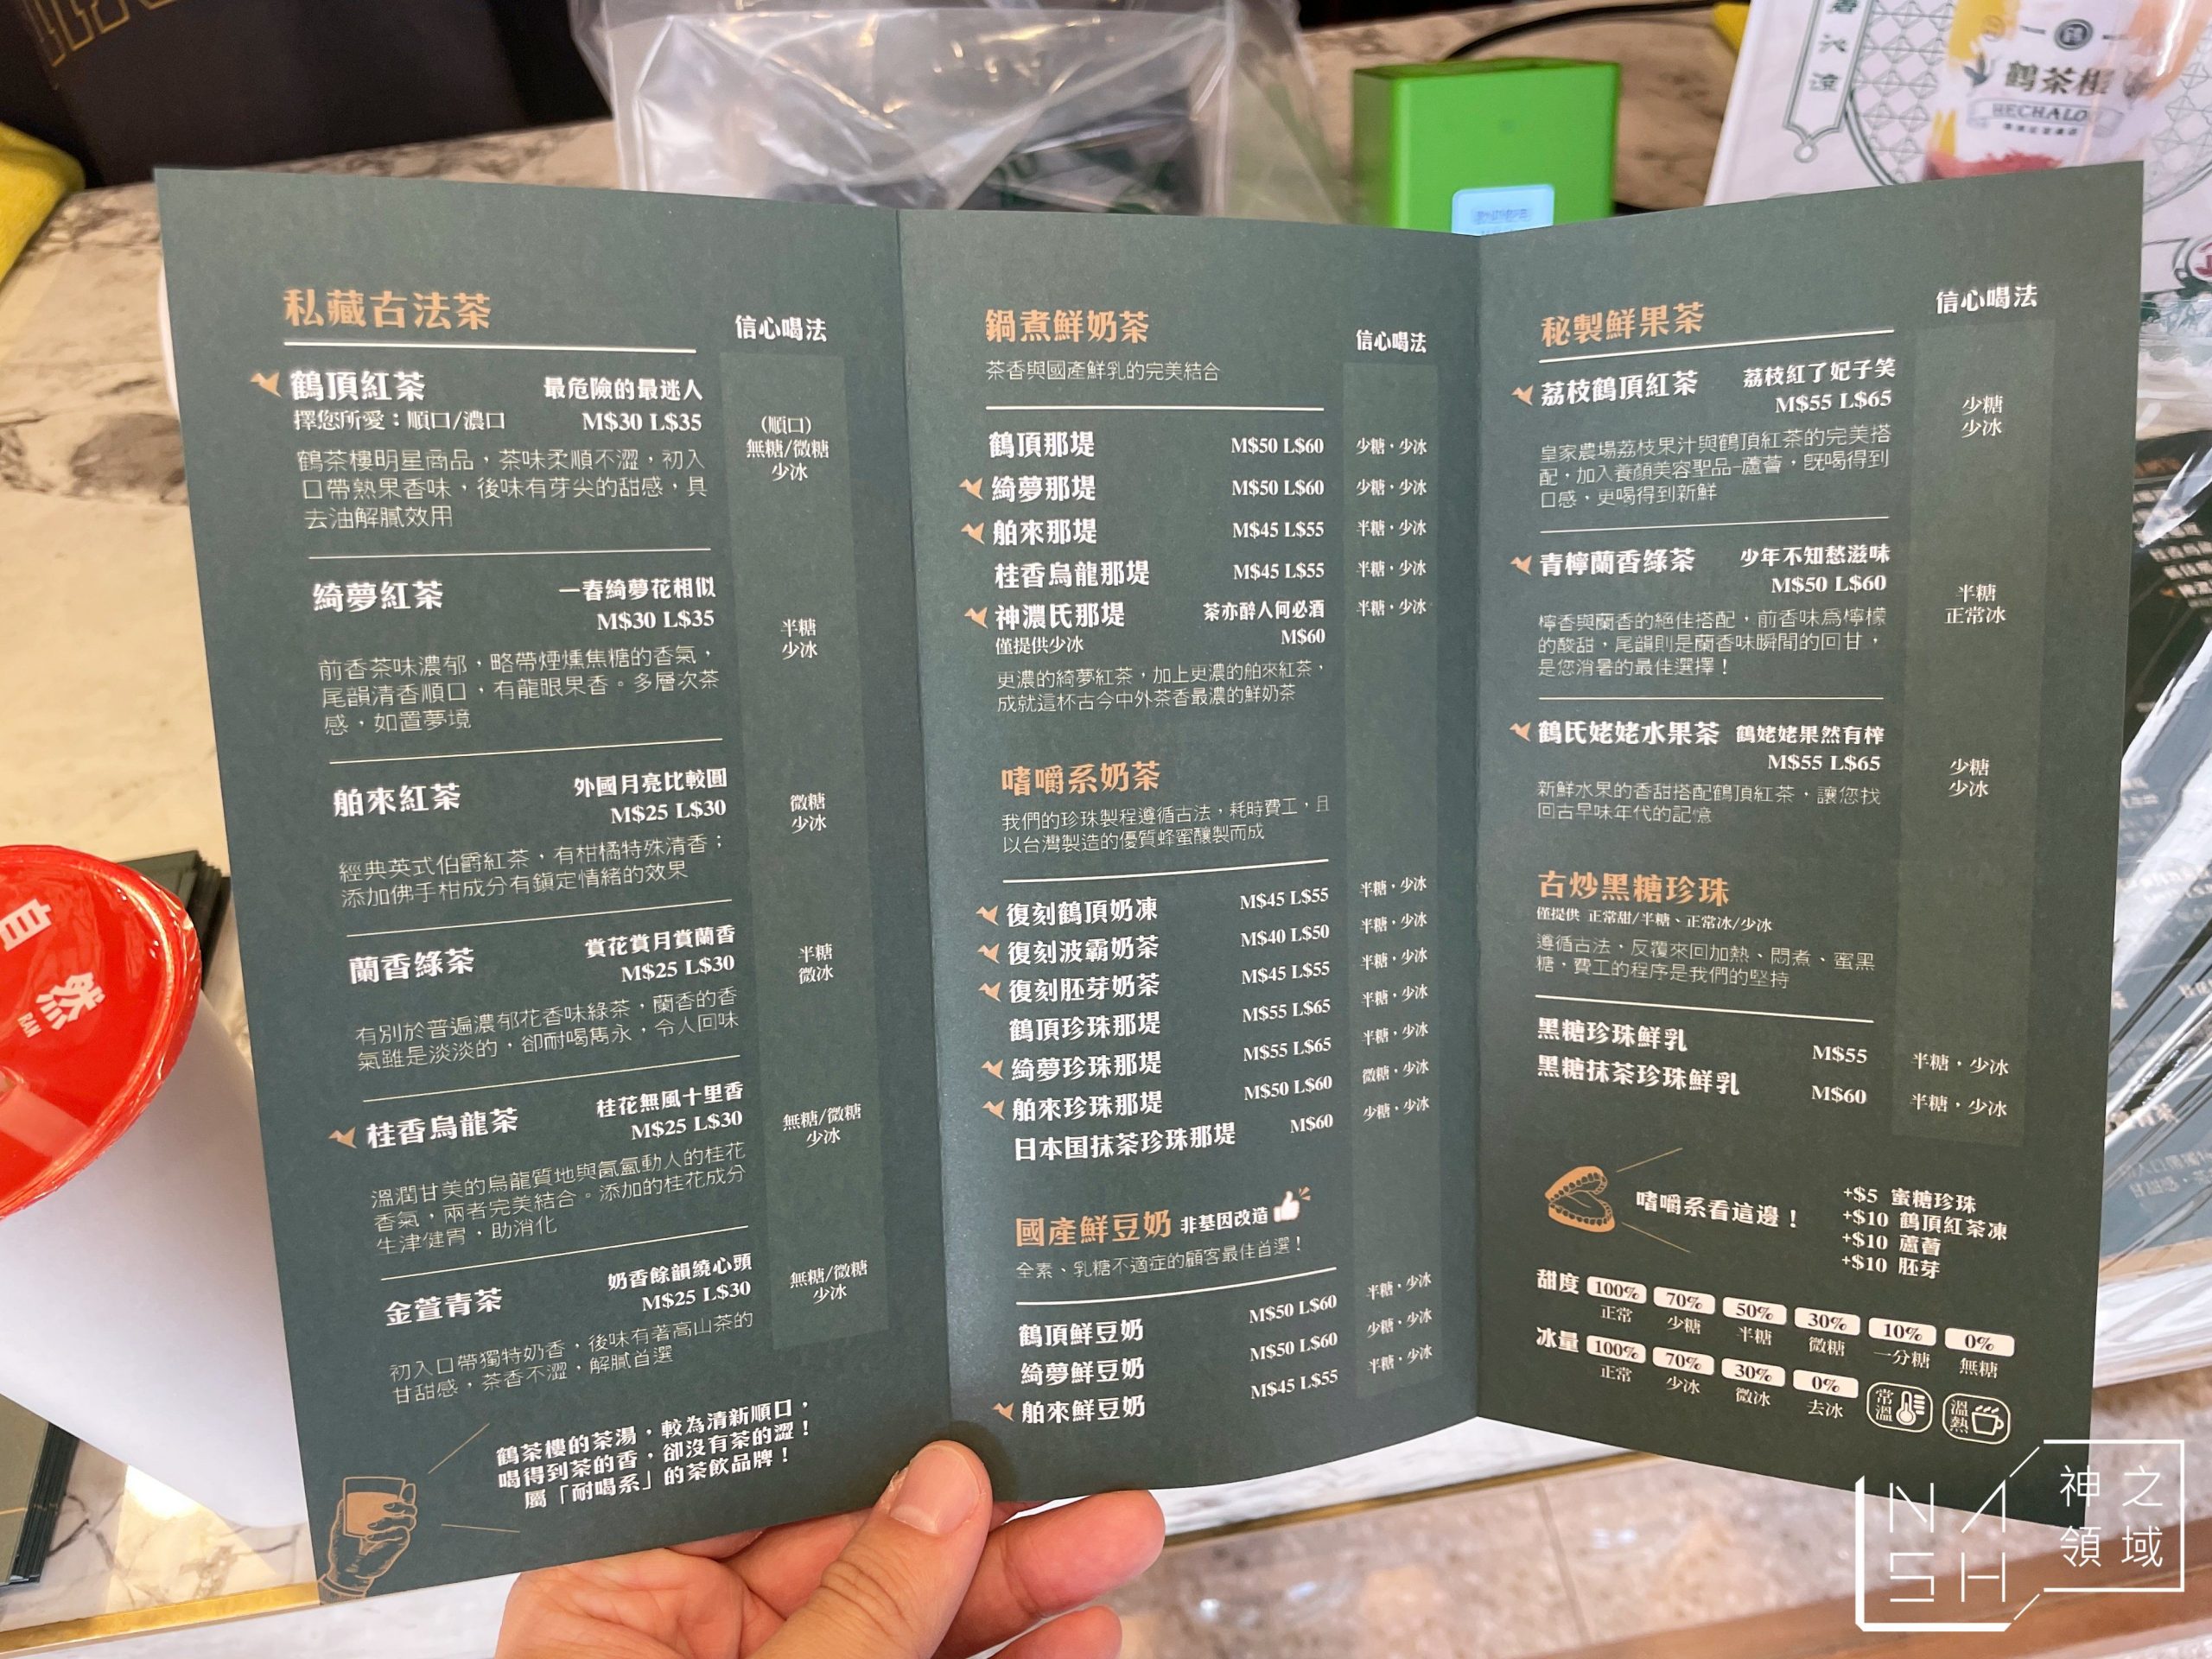 私藏古法茶
信心喝法
鶴頂紅茶 最危險的最迷人
擇您所愛：順口/濃口 M$30 L$35
(順口)
無糖/微糖
少冰
鶴茶樓明星商品，茶味柔順不澀，初入
口帶熟果香味，後味有芽尖的甜感，具
去油解膩效用
綺夢紅茶 一春綺夢花相似
M$30 L$35
半糖
少冰
前香茶味濃郁，略帶煙燻焦糖的香氣，
尾韻清香順口，有龍眼果香。多層次茶
感，如置夢境
舶來紅茶 外國月亮比較圓
M$25 L$30
微糖
少冰
經典英式伯爵紅茶，有柑橘特殊清香；
添加佛手柑成分有鎮定情緒的效果
蘭香綠茶 賞花賞月賞蘭香
M$25 L$30
半糖
微冰
有別於普遍濃郁花香味綠茶，蘭香的香
氣雖是淡淡的，卻耐喝雋永，令人回味
桂香烏龍茶 桂花無風十里香
M$25 L$30
無糖/微糖
少冰
溫潤甘美的烏龍質地與氤氳動人的桂花
香氣，兩者完美結合。添加的桂花成分
生津健胃，助消化
金萱青茶 奶香餘韻繞心頭
M$25 L$30
無糖/微糖
少冰
初入口帶獨特奶香，後味有著高山茶的
甘甜感，茶香不澀，解膩首選
鶴茶樓的茶湯，較為清新順口，
喝得到茶的香，卻沒有茶的澀！
屬「耐喝系」的茶飲品牌！
鍋煮鮮奶茶
信心喝法
茶香與國產鮮乳的完美結合
鶴頂那堤 M$50 L$60 少糖・少冰
綺夢那堤 M$50 L$60 少糖・少冰
舶來那堤 M$45 L$55 半糖・少冰
桂香烏龍那堤 M$45 L$55 半糖・少冰
神濃氏那堤 茶亦醉人何必酒 半糖・少冰
僅提供少冰 M$60
更濃的綺夢紅茶，加上更濃的舶來紅茶，
成就這杯古今中外茶香最濃的鮮奶茶
嗜嚼系奶茶
我們的珍珠製程遵循古法，耗時費工，且
以台灣製造的優質蜂蜜釀製而成
復刻鶴頂奶凍 M$45 L$55 半糖・少冰
復刻波霸奶茶 M$40 L$50 半糖・少冰
復刻胚芽奶茶 M$45 L$55 半糖・少冰
鶴頂珍珠那堤 M$55 L$65 半糖・少冰
綺夢珍珠那堤 M$55 L$65 半糖・少冰
舶來珍珠那堤 M$50 L$60 微糖・少冰
日本国抹茶珍珠那堤 M$60 少糖・少冰
國產鮮豆奶 非基因改造
全素、乳糖不適症的顧客最佳首選！
鶴頂鮮豆奶 M$50 L$60 半糖・少冰
綺夢鮮豆奶 M$50 L$60 少糖・少冰
舶來鮮豆奶 M$45 L$55 半糖・少冰
秘製鮮果茶
信心喝法
荔枝鶴頂紅茶 荔枝紅了妃子笑
M$55 L$65
少糖
少冰
皇家農場荔枝果汁與鶴頂紅茶的完美搭
配，加入養顏美容聖品-蘆薈，既喝得到
口感，更喝得到新鮮
青檸蘭香綠茶 少年不知愁滋味
M$50 L$60
半糖
正常冰
檸香與蘭香的絕佳搭配，前香味為檸檬
的酸甜，尾韻則是蘭香味瞬間的回甘，
是您消暑的最佳選擇！
鶴氏姥姥水果茶 鶴姥姥果然有榨
M$55 L$65
少糖
少冰
新鮮水果的香甜搭配鶴頂紅茶，讓您找
回古早味年代的記憶
古炒黑糖珍珠
僅提供 正常甜/半糖、正常冰/少冰
遵循古法、反覆來回加熱、悶煮、蜜黑
糖，費工的程序是我們的堅持
黑糖珍珠鮮乳 M$55 半糖・少冰
黑糖抹茶珍珠鮮乳 M$60 半糖・少冰
嗜嚼系看這邊！
+$5 蜜糖珍珠
+$10 鶴頂紅茶凍
+$10 蘆薈
+$10 胚芽
甜度 100% 70% 50% 30% 10% 0%
正常 少糖 半糖 微糖 一分糖 無糖
冰量 100% 70% 30% 0%
正常 少冰 微冰 去冰
常溫
溫熱
鶴茶樓
自然
RAN
NASH
神之領域